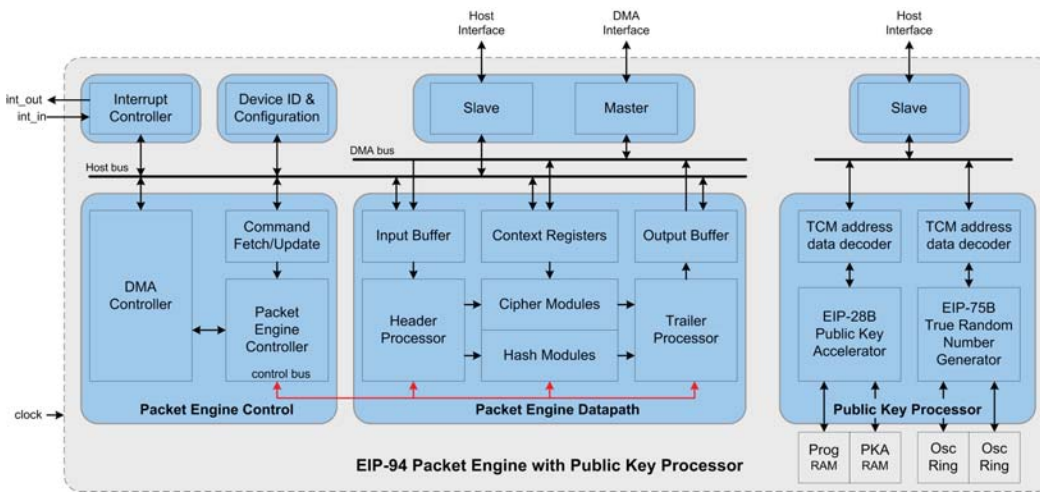 Host
Interface
DMA
Interface
Host
Interface
int_out
int_in
Interrupt
Controller
Device ID &
Configuration
Slave
Master
Slave
DMA bus
Host bus
DMA
Controller
Command
Fetch/Update
Packet
Engine
Controller
control bus
Packet Engine Control
Input Buffer
Context Registers
Output Buffer
Header
Processor
Cipher Modules
Hash Modules
Trailer
Processor
Packet Engine Datapath
TCM address
data decoder
TCM address
data decoder
EIP-28B
Public Key
Accelerator
EIP-75B
True Random
Number
Generator
Public Key Processor
clock
Prog
RAM
PKA
RAM
Osc
Ring
Osc
Ring
EIP-94 Packet Engine with Public Key Processor